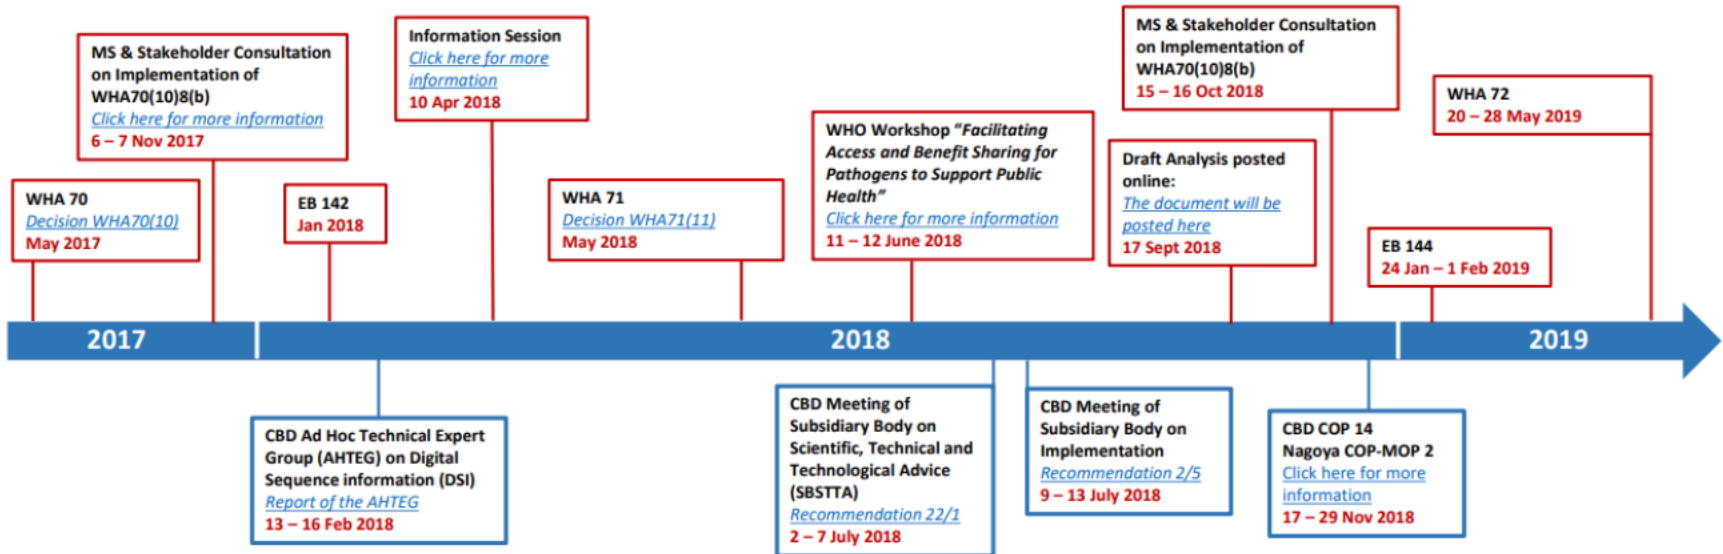 WHA 70
Decision WHA70(10)
May 2017
MS & Stakeholder Consultation
on Implementation of
WHA70(10)8(b)
Click here for more information
6 – 7 Nov 2017
EB 142
Jan 2018
Information Session
Click here for more
information
10 Apr 2018
WHA 71
Decision WHA71(11)
May 2018
WHO Workshop “Facilitating
Access and Benefit Sharing for
Pathogens to Support Public
Health”
Click here for more information
11 – 12 June 2018
Draft Analysis posted
online:
The document will be
posted here
17 Sept 2018
MS & Stakeholder Consultation
on Implementation of
WHA70(10)8(b)
15 – 16 Oct 2018
EB 144
24 Jan – 1 Feb 2019
WHA 72
20 – 28 May 2019
2017
2018
2019
CBD Ad Hoc Technical Expert
Group (AHTEG) on Digital
Sequence information (DSI)
Report of the AHTEG
13 – 16 Feb 2018
CBD Meeting of
Subsidiary Body on
Scientific, Technical and
Technological Advice
(SBSTTA)
Recommendation 22/1
2 – 7 July 2018
CBD Meeting of
Subsidiary Body on
Implementation
Recommendation 2/5
9 – 13 July 2018
CBD COP 14
Nagoya COP-MOP 2
Click here for more
information
17 – 29 Nov 2018